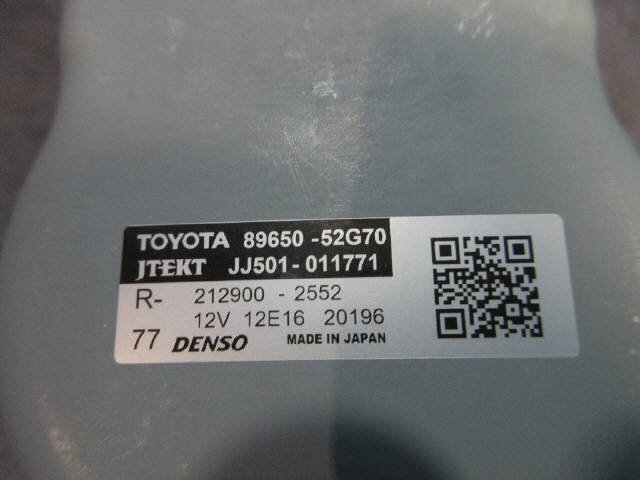 TOYOTA 89650-52G70
JTEKT JJ501-011771
R- 212900-2552
12V 12E16 20196
77 DENSO MADE IN JAPAN